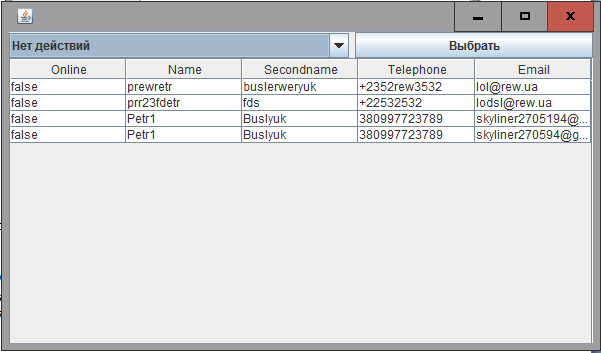 Нет действий Выбрать
Online Name Secondname Telephone Email
false prewretr buslerweryuk +2352rew3532 lol@rew.ua
false prr23fdetr fds +22532532 lodsl@rew.ua
false Petr1 Buslyuk 380997723789 skyliner2705194@...
false Petr1 Buslyuk 380997723789 skyliner270594@g...